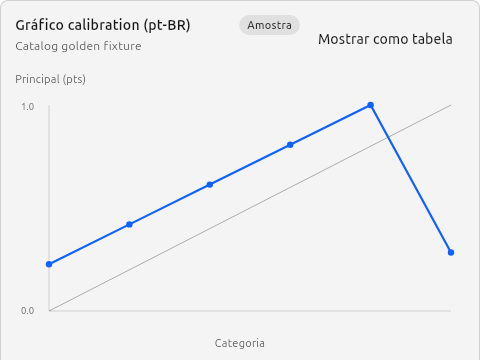 Gráfico calibration (pt-BR)
Amostra
Mostrar como tabela
Catalog golden fixture
Principal (pts)
1.0
0.0
Categoria